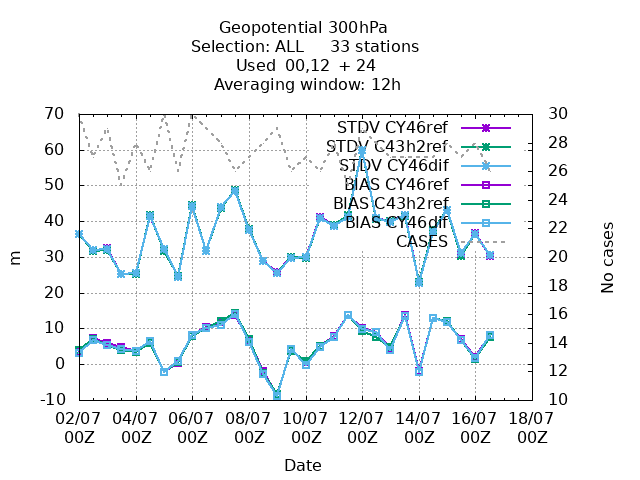 Geopotential 300hPa
Selection: ALL 33 stations
Used 00,12 + 24
Averaging window: 12h
70 30
60 28
50 26
40 24
30 22
20 20
10 18
0 16
-10 14
12
10
m
No cases
STDV CY46ref
STDV C43h2ref
STDV CY46dif
BIAS CY46ref
BIAS C43h2ref
BIAS CY46dif
CASES
02/07 04/07 06/07 08/07 10/07 12/07 14/07 16/07 18/07
00Z 00Z 00Z 00Z 00Z 00Z 00Z 00Z 00Z
Date